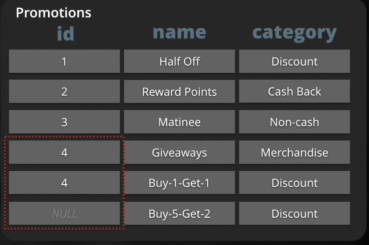 Promotions
id name category
1 Half Off Discount
2 Reward Points Cash Back
3 Matinee Non-cash
4 Giveaways Merchandise
4 Buy-1-Get-1 Discount
NULL Buy-5-Get-2 Discount